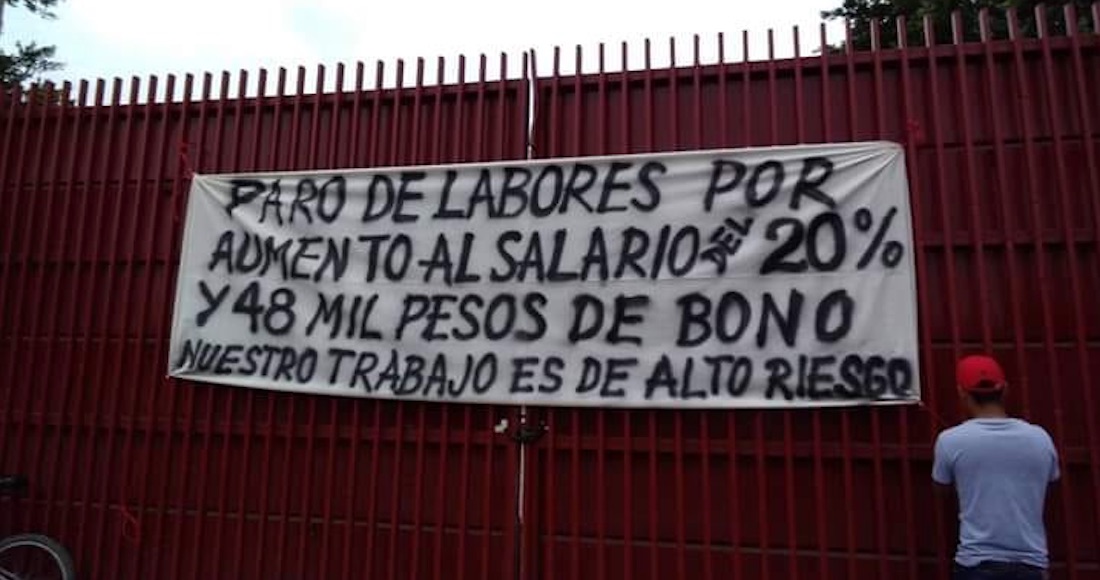 PARO DE LABORES POR
AUMENTO AL SALARIO DEL 20%
Y 48 MIL PESOS DE BONO
NUESTRO TRABAJO ES DE ALTO RIESGO